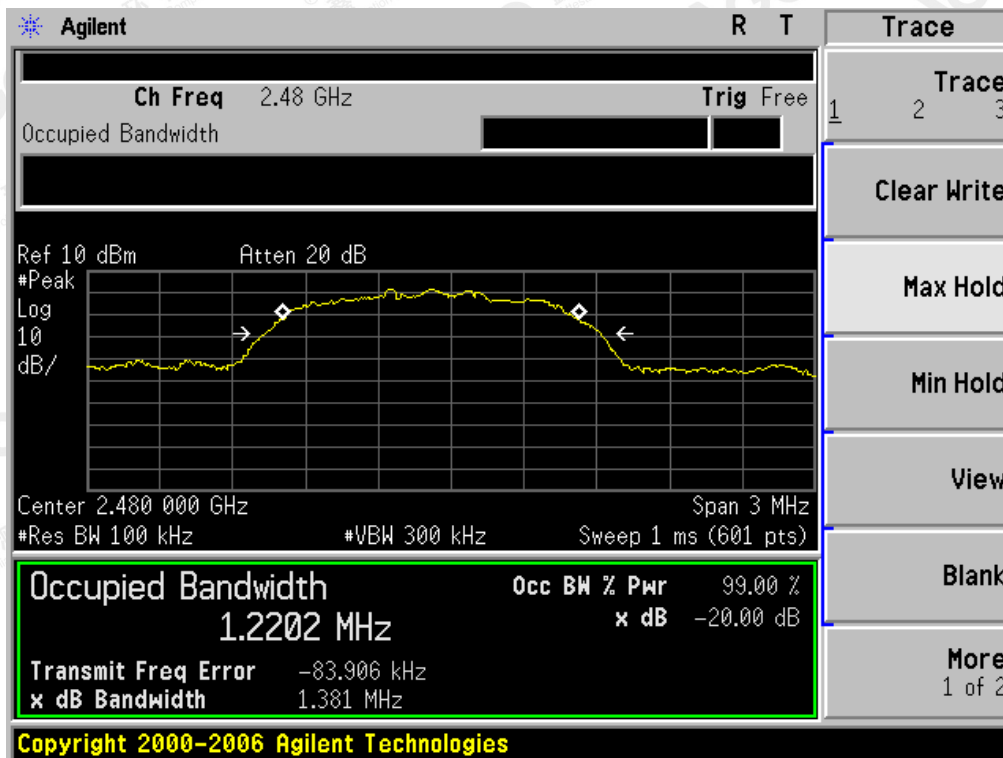 Agilent R T Trace
Ch Freq 2.48 GHz Trig Free
Occupied Bandwidth
Trace
1 2 3
Clear Write
Ref 10 dBm Atten 20 dB
#Peak
Log
10
dB/
Max Hold
Min Hold
View
Center 2.480 000 GHz Span 3 MHz
#Res BW 100 kHz #VBW 300 kHz Sweep 1 ms (601 pts)
Occupied Bandwidth Occ BW % Pwr 99.00 %
1.2202 MHz x dB -20.00 dB
Transmit Freq Error -83.906 kHz
x dB Bandwidth 1.381 MHz
Blank
More
1 of 2
Copyright 2000-2006 Agilent Technologies